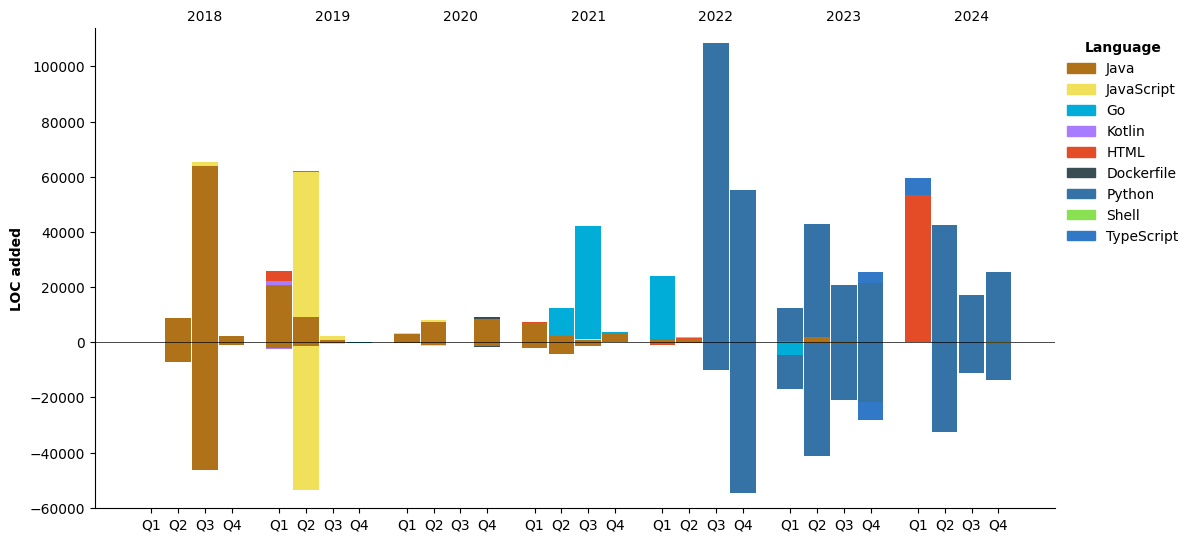 2018 2019 2020 2021 2022 2023 2024
Language
Java
JavaScript
Go
Kotlin
HTML
Dockerfile
Python
Shell
TypeScript
LOC added
100000
80000
60000
40000
20000
0
−20000
−40000
−60000
Q1 Q2 Q3 Q4 Q1 Q2 Q3 Q4 Q1 Q2 Q3 Q4 Q1 Q2 Q3 Q4 Q1 Q2 Q3 Q4 Q1 Q2 Q3 Q4 Q1 Q2 Q3 Q4